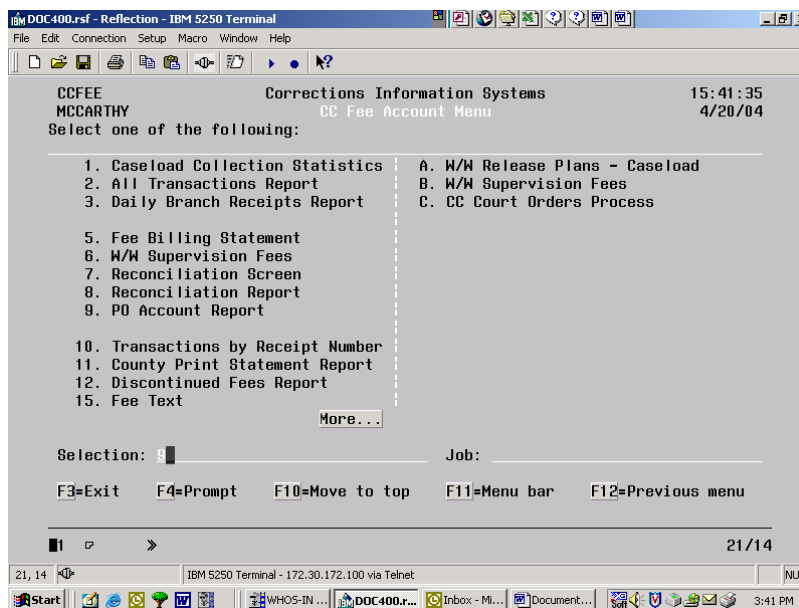 DOC400.rsf - Reflection - IBM 5250 Terminal
File Edit Connection Setup Macro Window Help
CCFEE Corrections Information Systems 15:41:35
MCCARTHY CC Fee Account Menu 4/20/04
Select one of the following:
1. Caseload Collection Statistics A. W/W Release Plans - Caseload
2. All Transactions Report B. W/W Supervision Fees
3. Daily Branch Receipts Report C. CC Court Orders Process
5. Fee Billing Statement
6. W/W Supervision Fees
7. Reconciliation Screen
8. Reconciliation Report
9. PO Account Report
10. Transactions by Receipt Number
11. County Print Statement Report
12. Discontinued Fees Report
15. Fee Text
More...
Selection: 9 Job:
F3=Exit F4=Prompt F10=Move to top F11=Menu bar F12=Previous menu
1 » 21/14
21, 14 IBM 5250 Terminal - 172.30.172.100 via Telnet NU
Start WHOS-IN ... DOC400.r... Inbox - Mi... Document... 3:41 PM